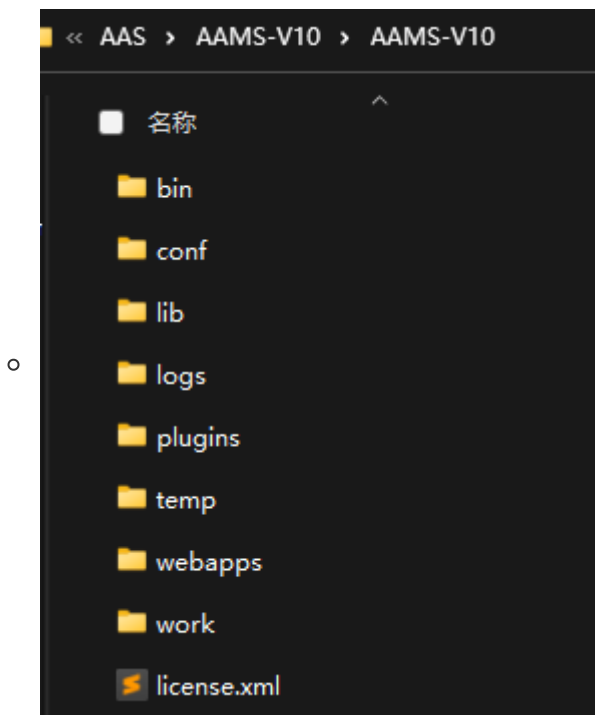 « AAS > AAMS-V10 > AAMS-V10
名称
bin
conf
lib
logs
plugins
temp
webapps
work
license.xml